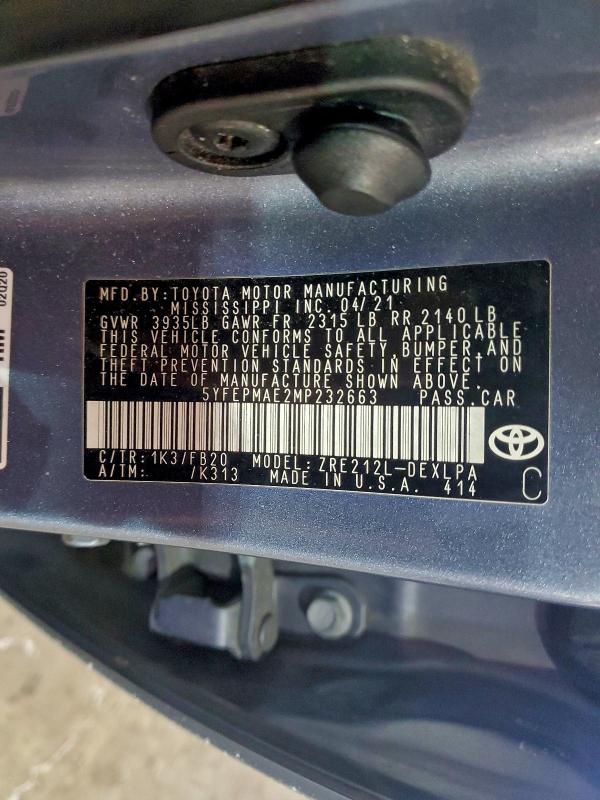 MFD. BY: TOYOTA MOTOR MANUFACTURING
MISSISSIPPI INC. 04/21
GVWR 3935LB GAWR FR 2315 LB RR 2140 LB
THIS VEHICLE CONFORMS TO ALL APPLICABLE
FEDERAL MOTOR VEHICLE SAFETY, BUMPER, AND
THEFT PREVENTION STANDARDS IN EFFECT ON
THE DATE OF MANUFACTURE SHOWN ABOVE.
5YFEPMAE2MP232663 PASS. CAR
C/TR: 1K3/FB20 MODEL: ZRE212L-DEXLPA
A/TM: /K313 MADE IN U.S.A. 414 C
02020